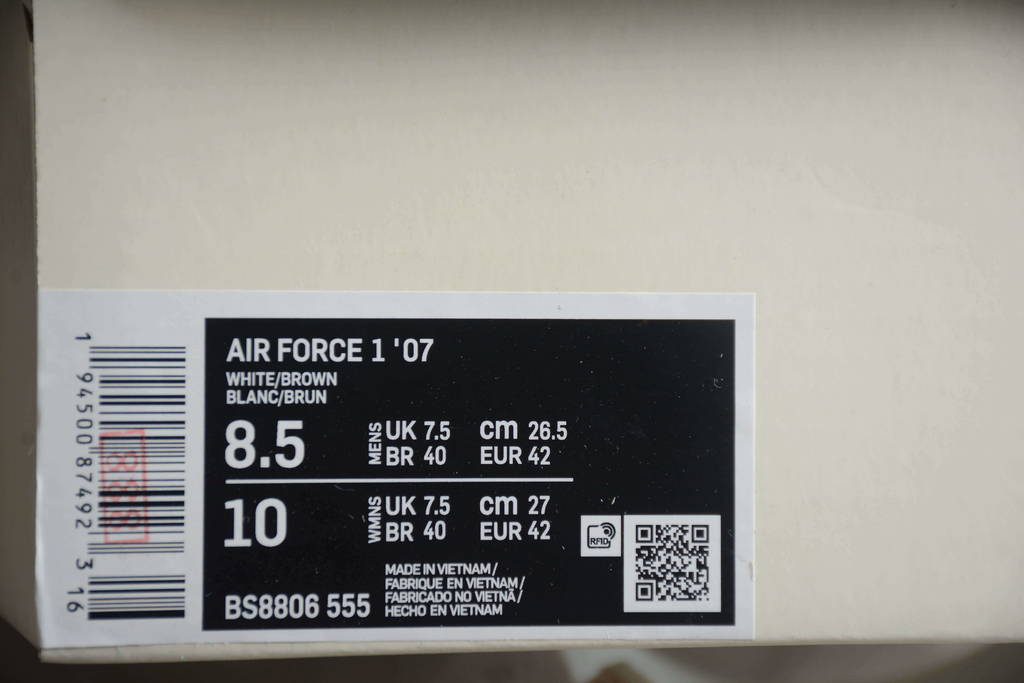 AIR FORCE 1 '07
WHITE/BROWN
BLANC/BRUN
8.5
MENS
UK 7.5 cm 26.5
BR 40 EUR 42
10
WMNS
UK 7.5 cm 27
BR 40 EUR 42
RFID
MADE IN VIETNAM/
FABRIQUE EN VIETNAM/
FABRICADO NO VIETNÃ/
HECHO EN VIETNAM
BS8806 555
1 94500 87492 3 16
888